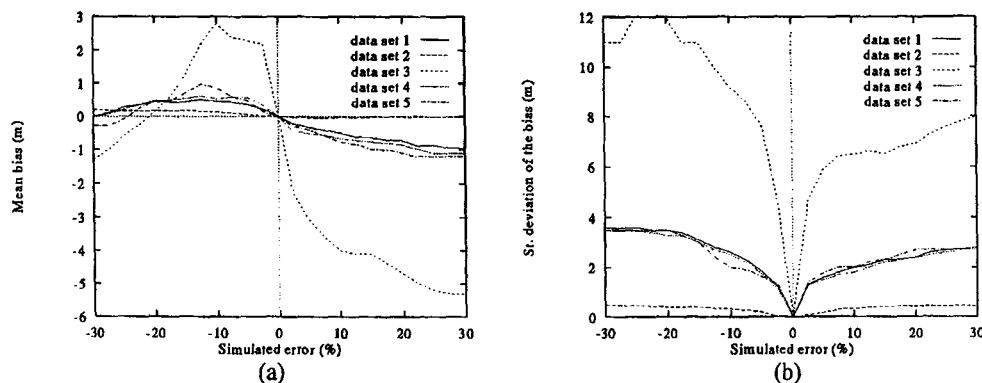 3
2
1
0
-1
-2
-3
-4
-5
-6
Mean bias (m)
data set 1
data set 2
data set 3
data set 4
data set 5
-30
-20
-10
0
10
20
30
Simulated error (%)
(a)
12
10
8
6
4
2
0
St. deviation of the bias (m)
data set 1
data set 2
data set 3
data set 4
data set 5
-30
-20
-10
0
10
20
30
Simulated error (%)
(b)